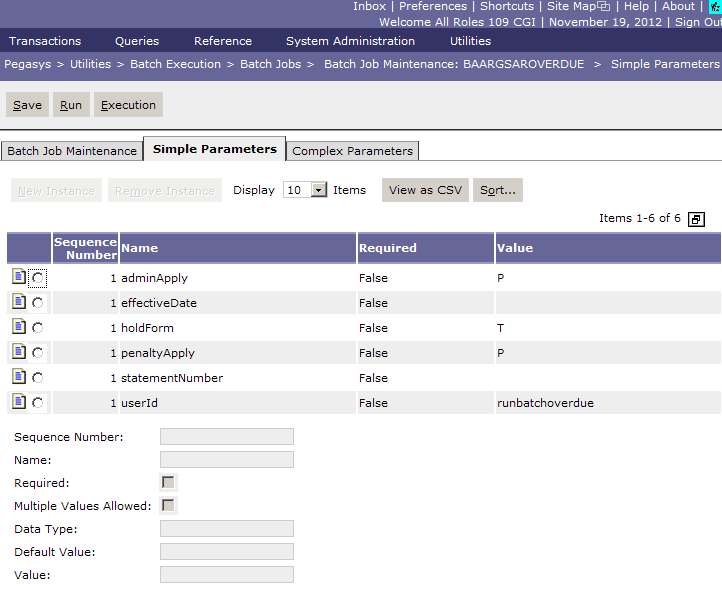 Inbox | Preferences | Shortcuts | Site Map | Help | About |
Welcome All Roles 109 CGI | November 19, 2012 | Sign Out
Transactions Queries Reference System Administration Utilities
Pegasys > Utilities > Batch Execution > Batch Jobs > Batch Job Maintenance: BAARGSAROVERDUE > Simple Parameters
Save Run Execution
Batch Job Maintenance Simple Parameters Complex Parameters
New Instance Remove Instance Display 10 Items View as CSV Sort...
Items 1-6 of 6
Sequence Number Name Required Value
1 adminApply False P
1 effectiveDate False
1 holdForm False T
1 penaltyApply False P
1 statementNumber False
1 userId False runbatchoverdue
Sequence Number:
Name:
Required:
Multiple Values Allowed:
Data Type:
Default Value:
Value: